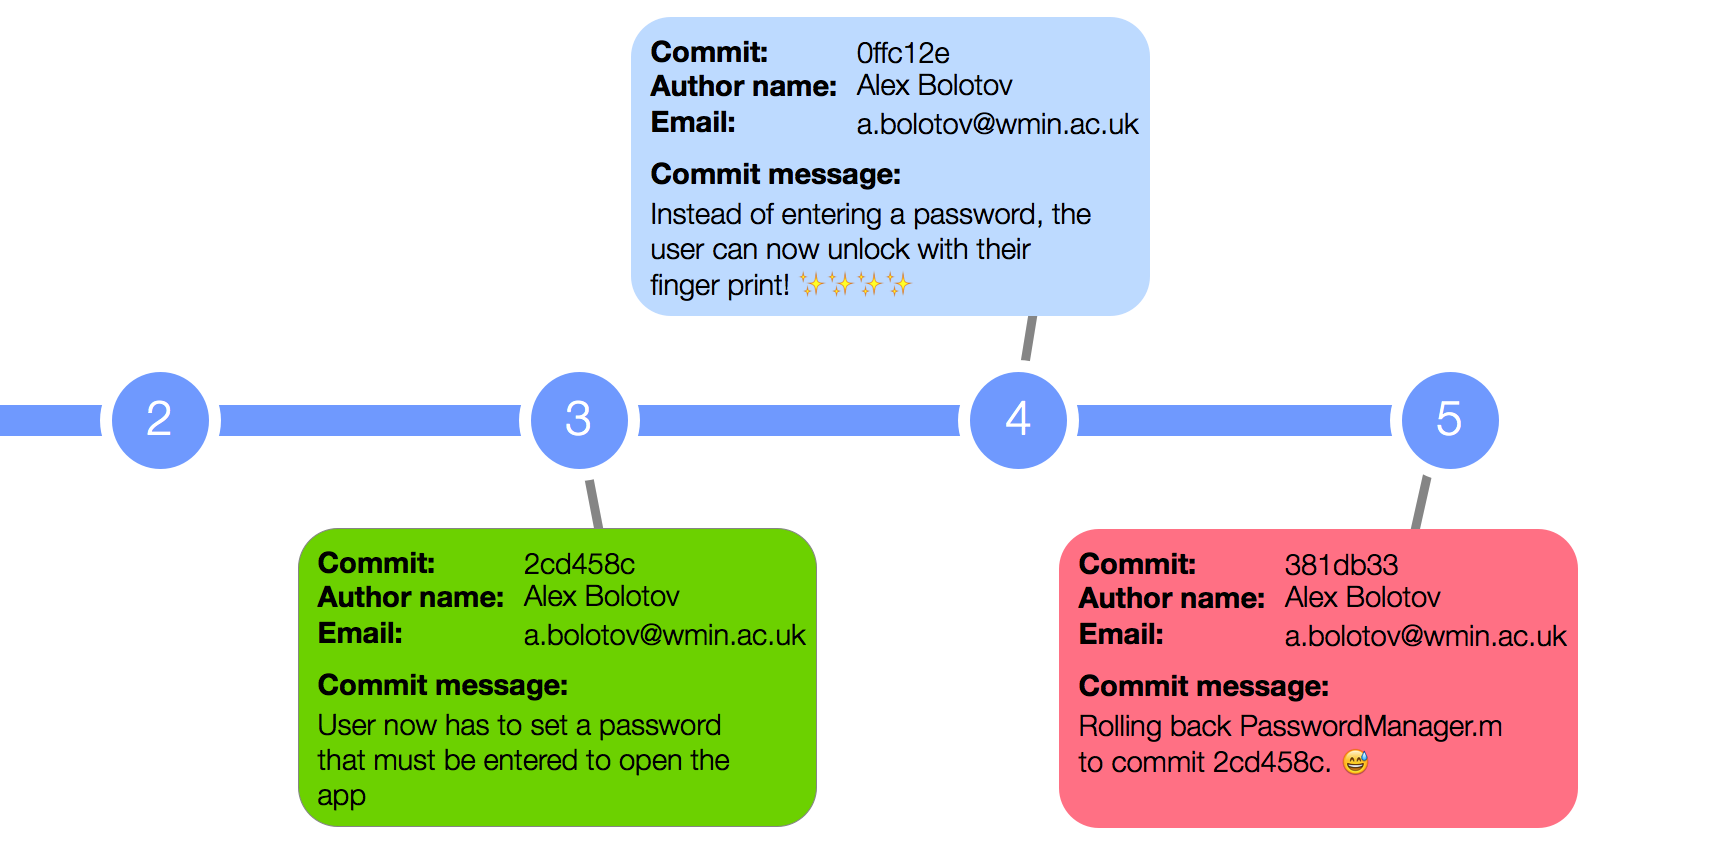 Commit: 0ffc12e
Author name: Alex Bolotov
Email: a.bolotov@wmin.ac.uk
Commit message:
Instead of entering a password, the
user can now unlock with their
finger print! ✨✨✨✨
2
3
4
5
Commit: 2cd458c
Author name: Alex Bolotov
Email: a.bolotov@wmin.ac.uk
Commit message:
User now has to set a password
that must be entered to open the
app
Commit: 381db33
Author name: Alex Bolotov
Email: a.bolotov@wmin.ac.uk
Commit message:
Rolling back PasswordManager.m
to commit 2cd458c. 😅